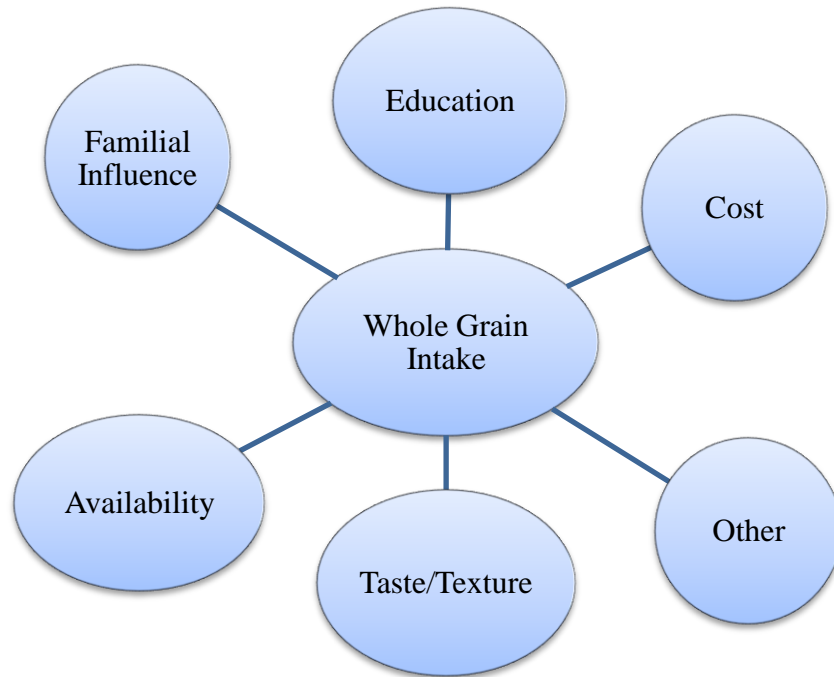 Education
Familial
Influence
Cost
Whole Grain
Intake
Availability
Other
Taste/Texture